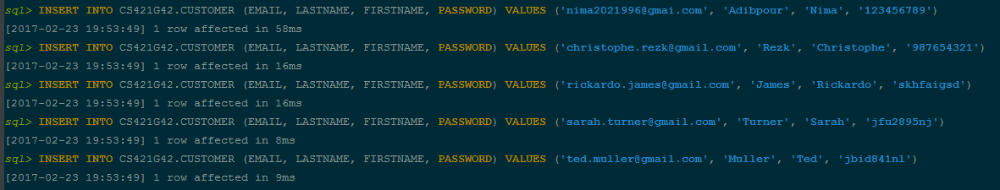 sql> INSERT INTO CS421G42.CUSTOMER (EMAIL, LASTNAME, FIRSTNAME, PASSWORD) VALUES ('nima2021996@gmai.com', 'Adibpour', 'Nima', '123456789')
[2017-02-23 19:53:49] 1 row affected in 58ms
sql> INSERT INTO CS421G42.CUSTOMER (EMAIL, LASTNAME, FIRSTNAME, PASSWORD) VALUES ('christophe.rezk@gmail.com', 'Rezk', 'Christophe', '987654321')
[2017-02-23 19:53:49] 1 row affected in 16ms
sql> INSERT INTO CS421G42.CUSTOMER (EMAIL, LASTNAME, FIRSTNAME, PASSWORD) VALUES ('rickardo.james@gmail.com', 'James', 'Rickardo', 'skhfaigsd')
[2017-02-23 19:53:49] 1 row affected in 16ms
sql> INSERT INTO CS421G42.CUSTOMER (EMAIL, LASTNAME, FIRSTNAME, PASSWORD) VALUES ('sarah.turner@gmail.com', 'Turner', 'Sarah', 'jfu2895nj')
[2017-02-23 19:53:49] 1 row affected in 8ms
sql> INSERT INTO CS421G42.CUSTOMER (EMAIL, LASTNAME, FIRSTNAME, PASSWORD) VALUES ('ted.muller@gmail.com', 'Muller', 'Ted', 'jbid841nl')
[2017-02-23 19:53:49] 1 row affected in 9ms